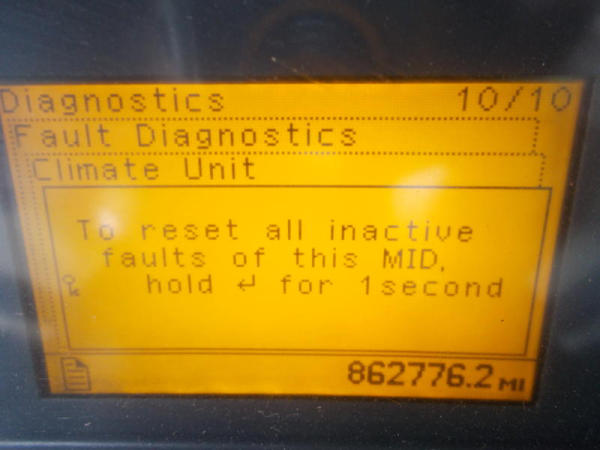 Diagnostics 10/10
Fault Diagnostics
Climate Unit
To reset all inactive
faults of this MID,
hold ↵ for 1second
862776.2 MI